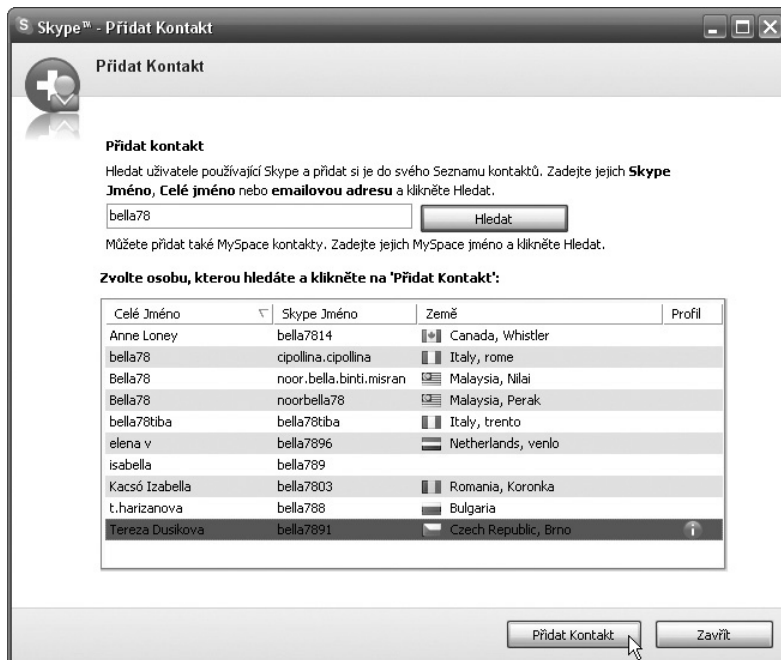 Skype™ - Přidat Kontakt
Přidat Kontakt
Přidat kontakt
Hledat uživatele používající Skype a přidat si je do svého Seznamu kontaktů. Zadejte jejich Skype
Jméno, Celé jméno nebo emailovou adresu a klikněte Hledat.
bella78 Hledat
Můžete přidat také MySpace kontakty. Zadejte jejich MySpace jméno a klikněte Hledat.
Zvolte osobu, kterou hledáte a klikněte na 'Přidat Kontakt':
Celé Jméno Skype Jméno Země Profil
Anne Loney bella7814 Canada, Whistler
bella78 cipollina.cipollina Italy, rome
Bella78 noor.bella.binti.misran Malaysia, Nilai
Bella78 noorbella78 Malaysia, Perak
bella78tiba bella78tiba Italy, trento
elena v bella7896 Netherlands, venlo
isabella bella789
Kacsó Izabella bella7803 Romania, Koronka
t.harizanova bella788 Bulgaria
Tereza Dusikova bella7891 Czech Republic, Brno
Přidat Kontakt Zavřít